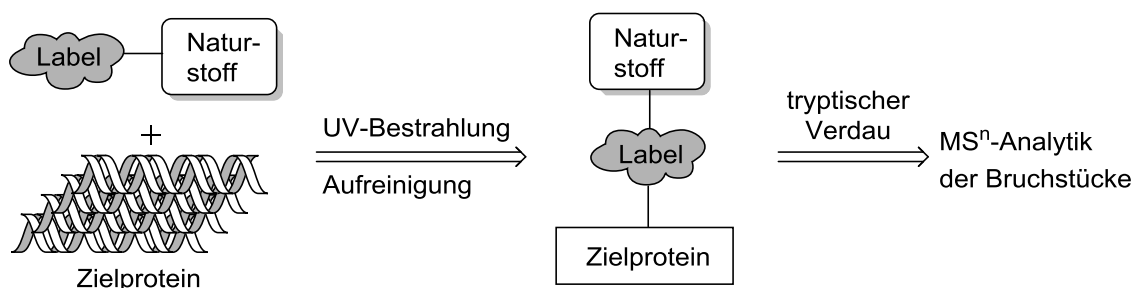 Label
Natur-
stoff
+
Zielprotein
UV-Bestrahlung
Aufreinigung
Natur-
stoff
Label
Zielprotein
tryptischer
Verdau
MSⁿ-Analytik
der Bruchstücke